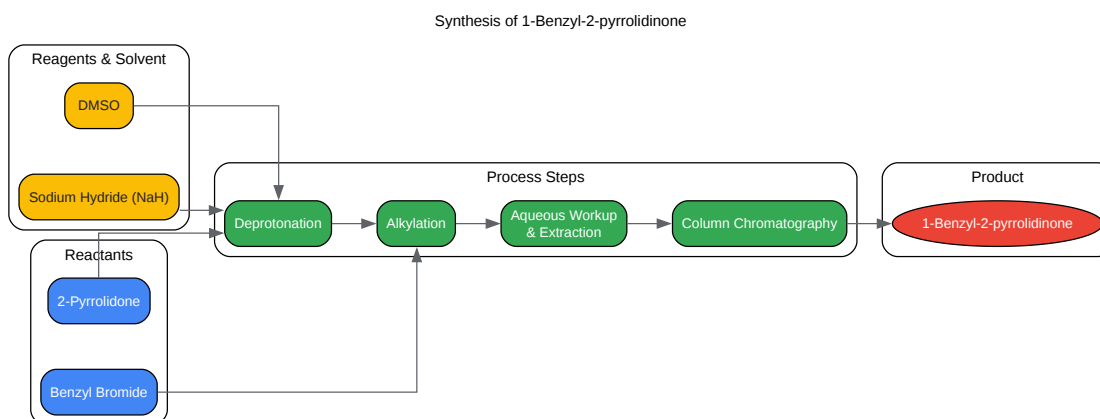 Synthesis of 1-Benzyl-2-pyrrolidinone
Reagents & Solvent
DMSO
Sodium Hydride (NaH)
Reactants
2-Pyrrolidone
Benzyl Bromide
Process Steps
Deprotonation
Alkylation
Aqueous Workup
& Extraction
Column Chromatography
Product
1-Benzyl-2-pyrrolidinone